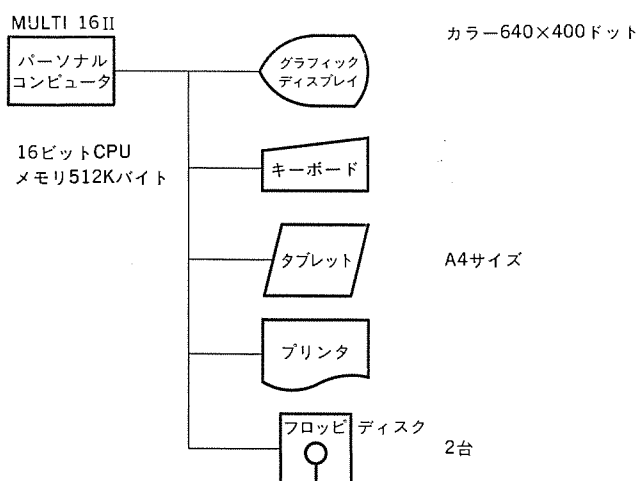 MULTI 16II
パーソナル
コンピュータ
16ビットCPU
メモリ512Kバイト
グラフィック
ディスプレイ
カラー640×400ドット
キーボード
タブレット
A4サイズ
プリンタ
フロッピディスク
2台